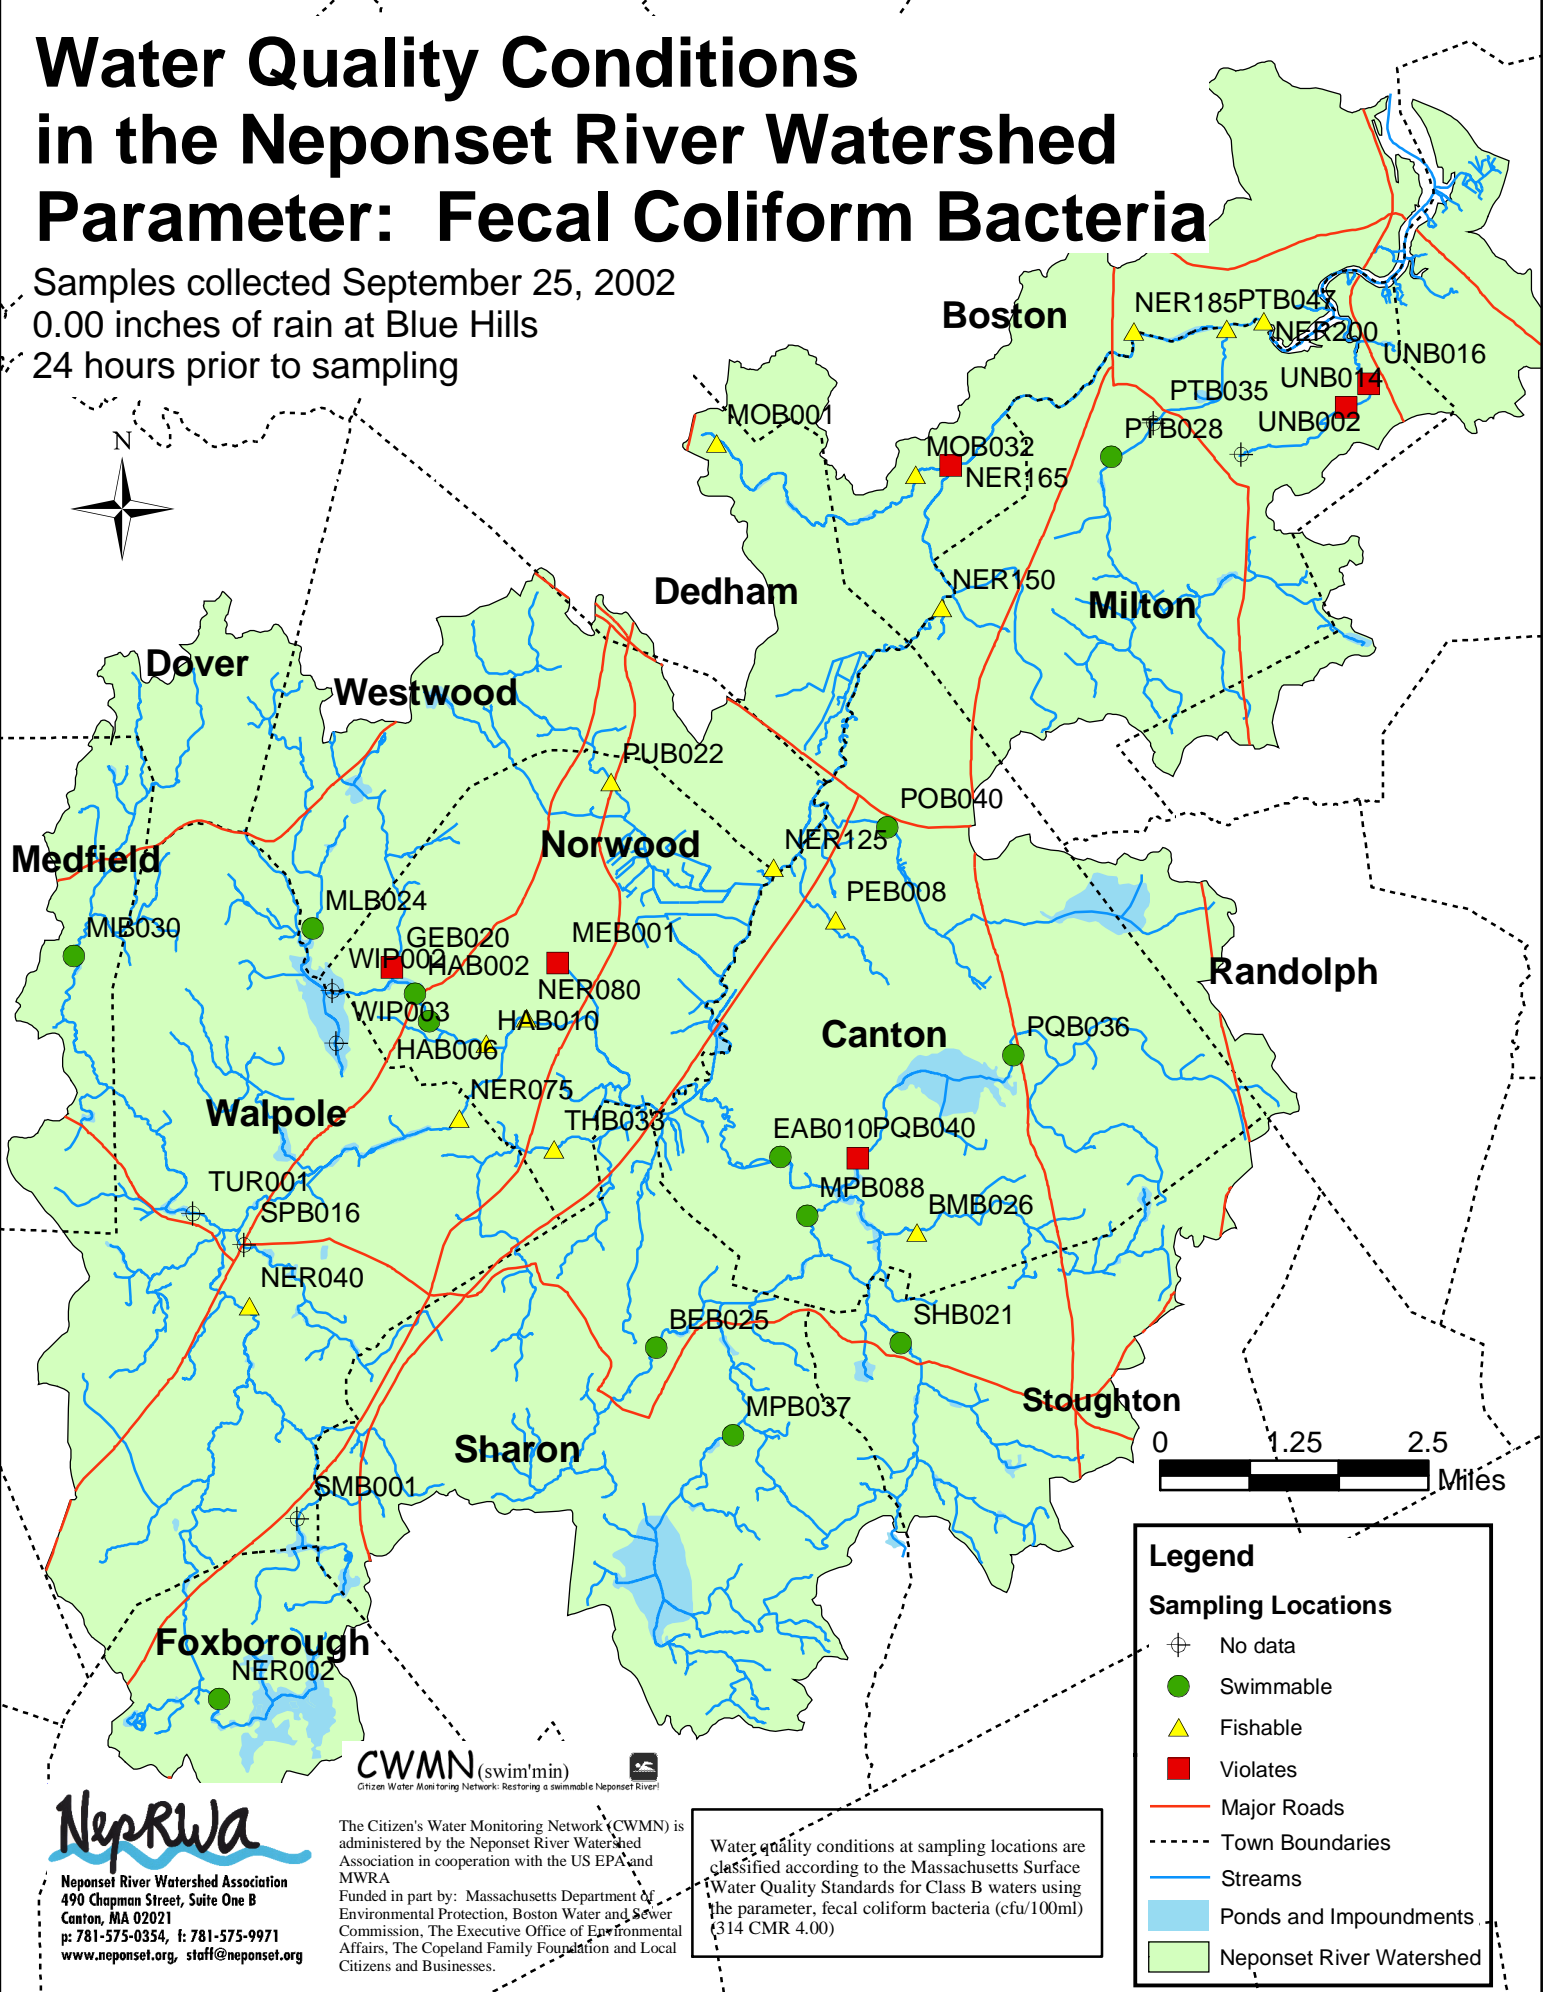 Water Quality Conditions
in the Neponset River Watershed
Parameter: Fecal Coliform Bacteria
Samples collected September 25, 2002
0.00 inches of rain at Blue Hills
24 hours prior to sampling
N
Boston
NER185
PTB047
NER200
UNB016
UNB014
PTB035
UNB002
PTB028
MOB001
MOB032
NER165
NER150
Dedham
Milton
Dover
Westwood
PUB022
POB040
Norwood
NER125
Medfield
PEB008
MLB024
MIB030
GEB020
MEB001
WIP002
HAB002
Randolph
NER080
WIP003
HAB010
Canton
PQB036
HAB006
NER075
Walpole
THB033
EAB010
PQB040
TUR001
MPB088
BMB026
SPB016
NER040
BEB025
SHB021
Stoughton
MPB037
Sharon
0 1.25 2.5
Miles
SMB001
Foxborough
NER002
Legend
Sampling Locations
No data
Swimmable
Fishable
Violates
Major Roads
Town Boundaries
Streams
Ponds and Impoundments
Neponset River Watershed
CWMN (swim'min)
Citizen Water Monitoring Network: Restoring a swimmable Neponset River!
NepRWA
Neponset River Watershed Association
490 Chapman Street, Suite One B
Canton, MA 02021
p: 781-575-0354, f: 781-575-9971
www.neponset.org, staff@neponset.org
The Citizen's Water Monitoring Network (CWMN) is
administered by the Neponset River Watershed
Association in cooperation with the US EPA and
MWRA
Funded in part by: Massachusetts Department of
Environmental Protection, Boston Water and Sewer
Commission, The Executive Office of Environmental
Affairs, The Copeland Family Foundation and Local
Citizens and Businesses.
Water quality conditions at sampling locations are
classified according to the Massachusetts Surface
Water Quality Standards for Class B waters using
the parameter, fecal coliform bacteria (cfu/100ml)
(314 CMR 4.00)